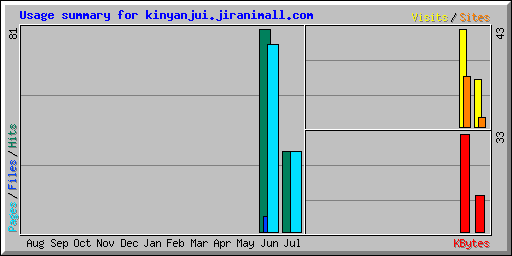 Usage summary for kinyanjui.jiranimall.com
Visits / Sites
81
43
33
Pages / Files / Hits
Aug Sep Oct Nov Dec Jan Feb Mar Apr May Jun Jul
KBytes